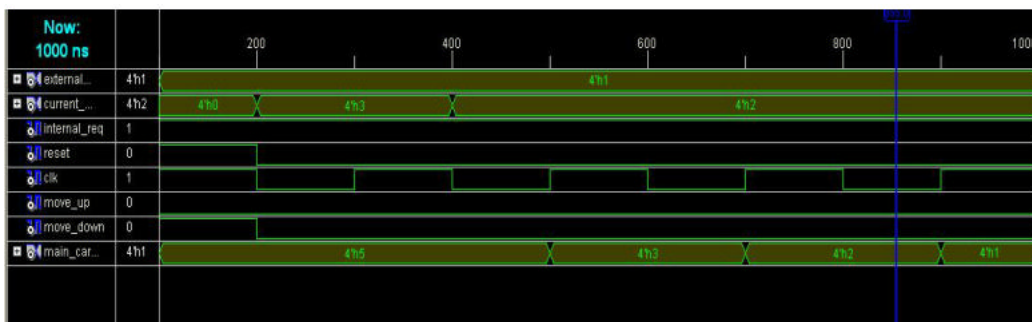 Now:
1000 ns
200 400 600 800 1000
external... 4'h1 4'h1
current_... 4'h2 4'h0 4'h3 4'h2
internal_req 1
reset 0
clk 1
move_up 0
move_down 0
main_car... 4'h1 4'h5 4'h3 4'h2 4'h1